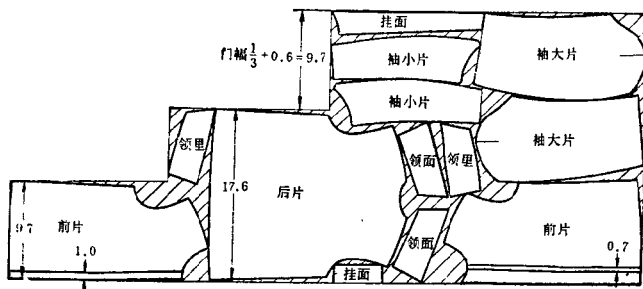 挂面
门幅1/3+0.6=9.7
袖小片
袖大片
袖小片
领里
领面
领里
袖大片
17.6
后片
9.7
前片
1.0
领面
前片
0.7
挂面